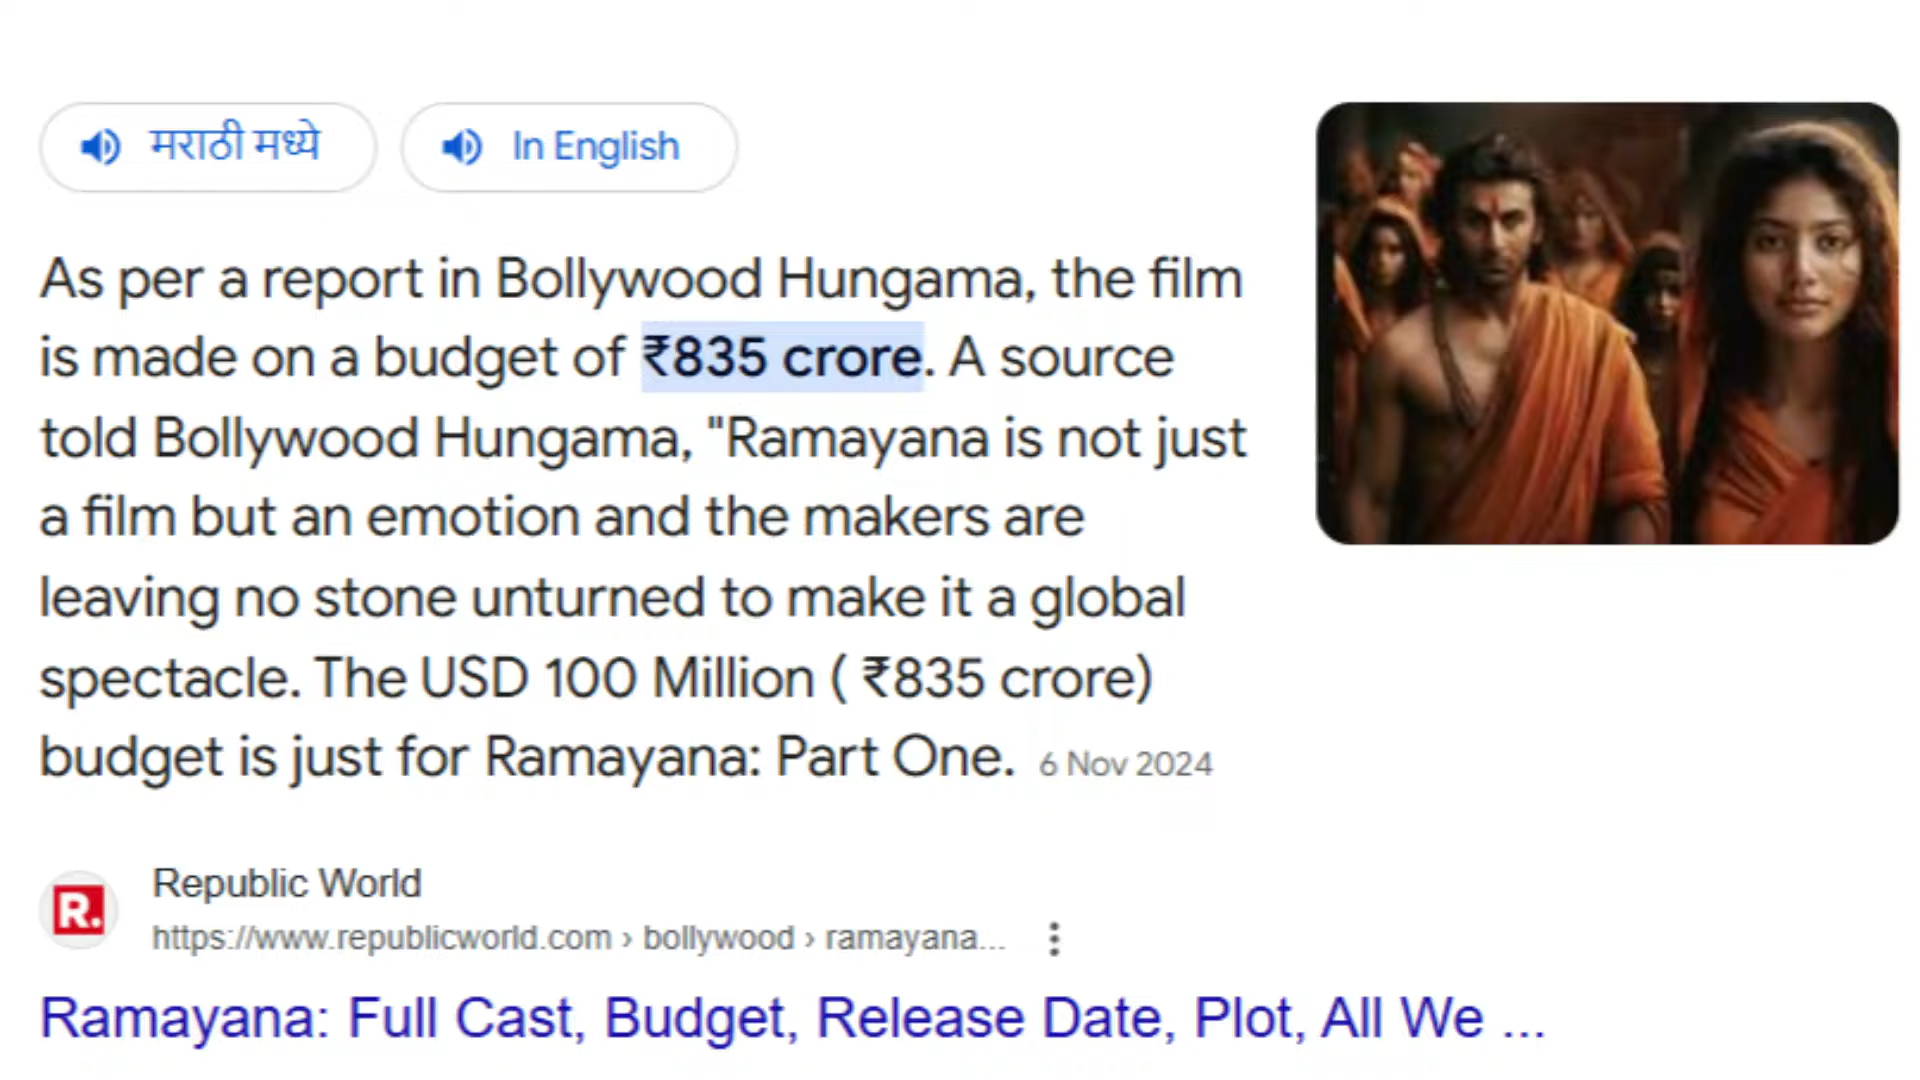 मराठी मध्ये
In English
As per a report in Bollywood Hungama, the film
is made on a budget of ₹835 crore. A source
told Bollywood Hungama, "Ramayana is not just
a film but an emotion and the makers are
leaving no stone unturned to make it a global
spectacle. The USD 100 Million ( ₹835 crore)
budget is just for Ramayana: Part One. 6 Nov 2024
R.
Republic World
https://www.republicworld.com › bollywood › ramayana...
Ramayana: Full Cast, Budget, Release Date, Plot, All We ...